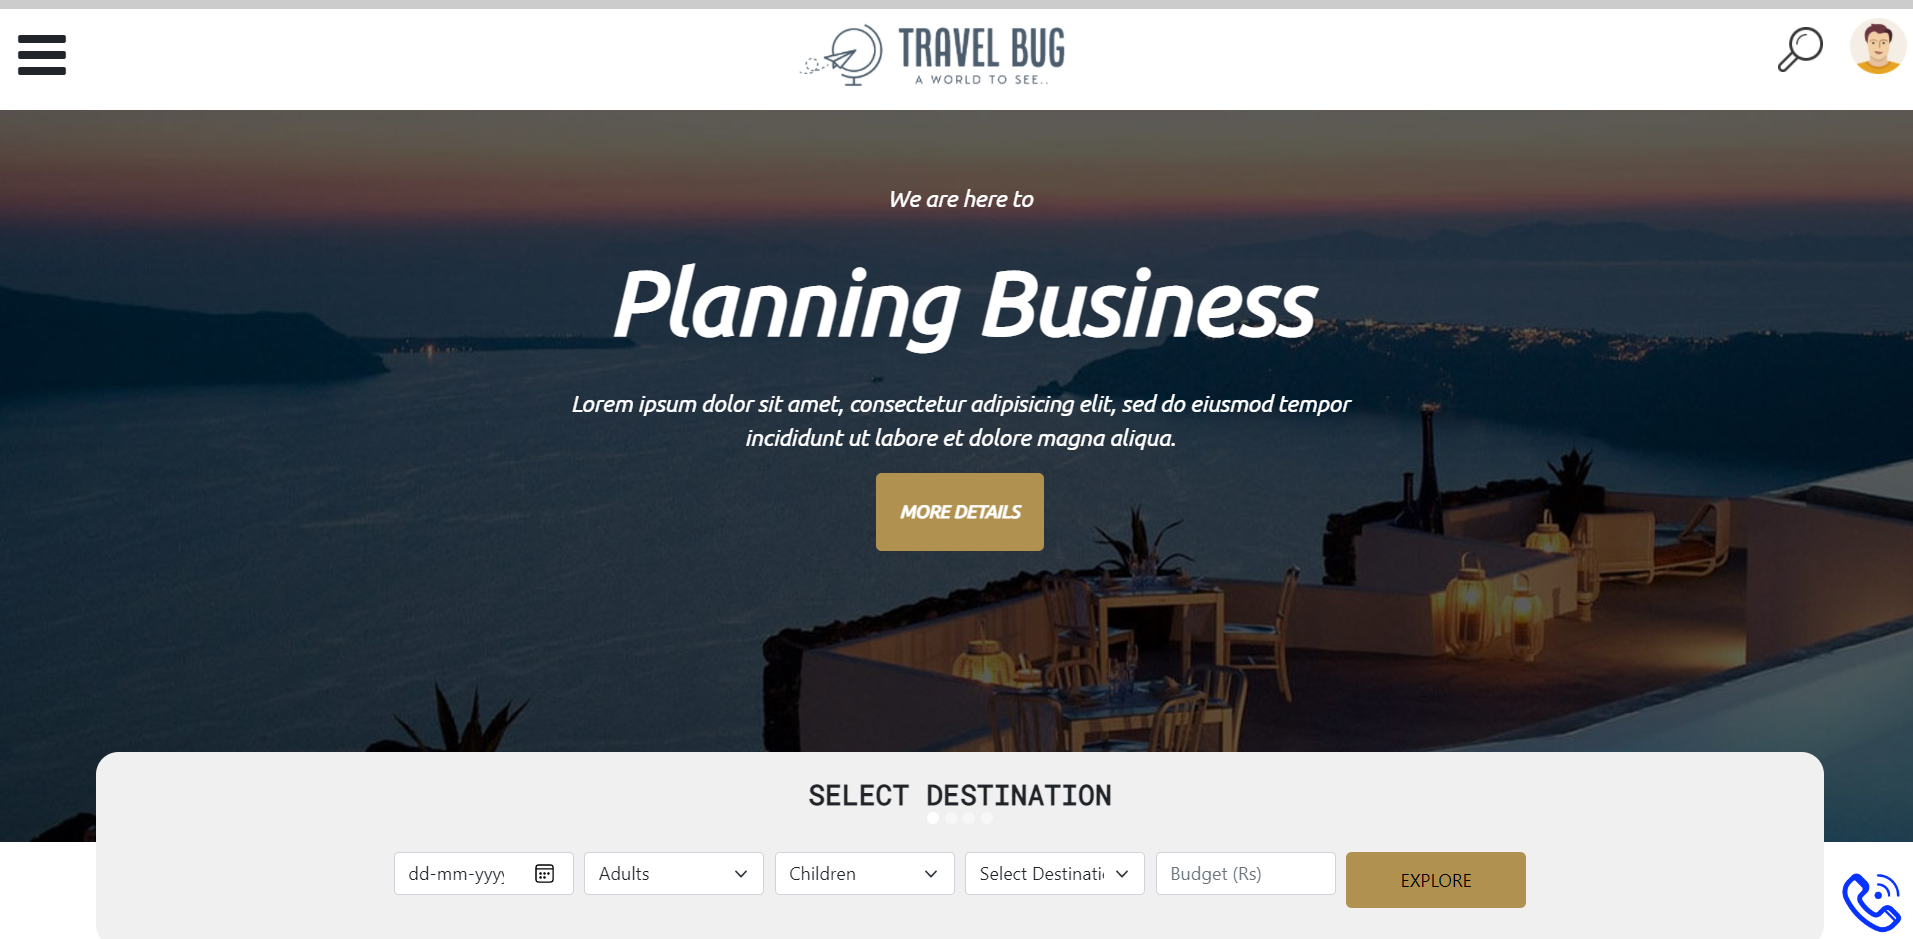 TRAVEL BUG
A WORLD TO SEE..
We are here to
Planning Business
Lorem ipsum dolor sit amet, consectetur adipisicing elit, sed do eiusmod tempor
incididunt ut labore et dolore magna aliqua.
MORE DETAILS
SELECT DESTINATION
dd-mm-yyyy
Adults
Children
Select Destinati
Budget (Rs)
EXPLORE